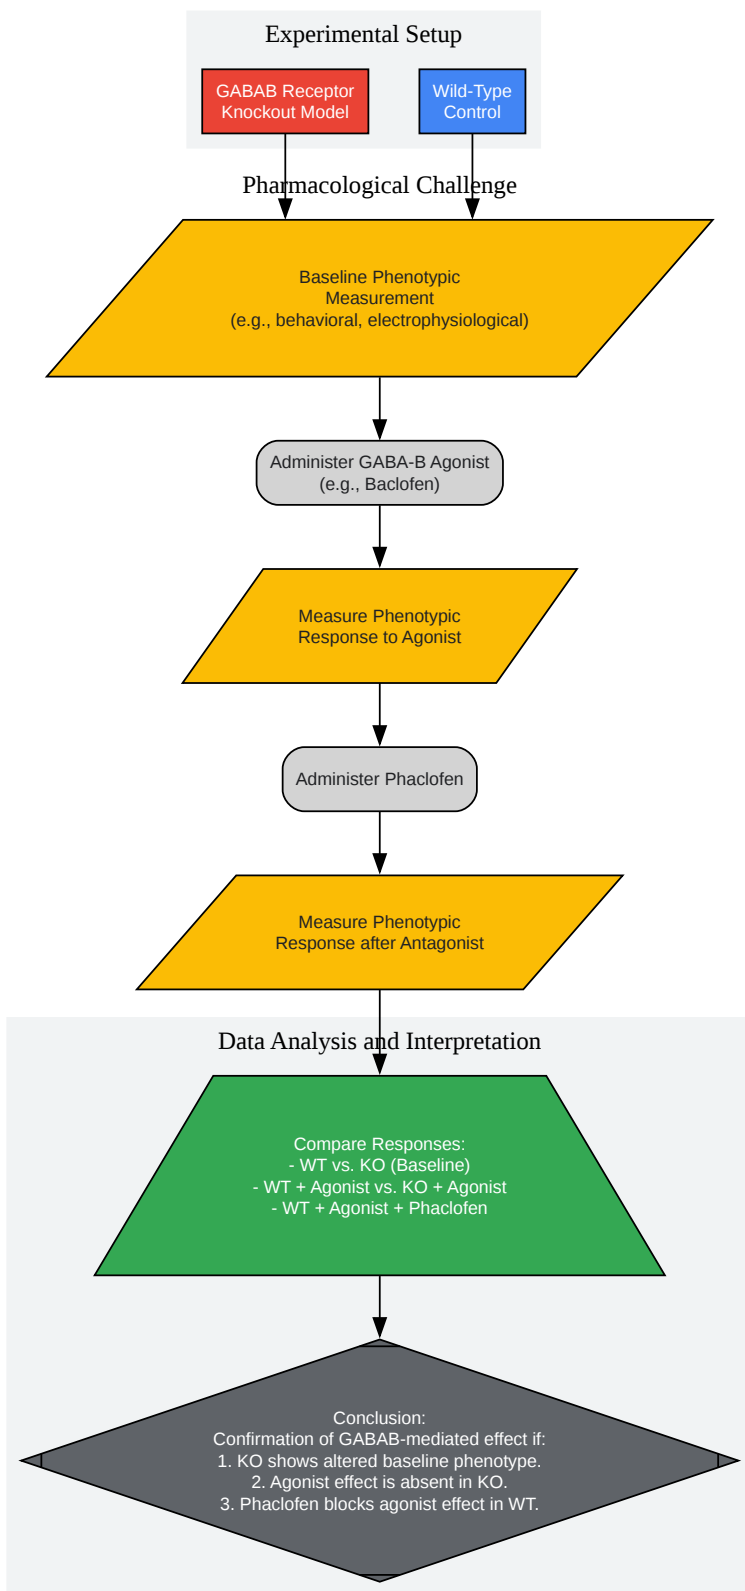 Experimental Setup
GABAB Receptor
Knockout Model
Wild-Type
Control
Pharmacological Challenge
Baseline Phenotypic
Measurement
(e.g., behavioral, electrophysiological)
Administer GABA-B Agonist
(e.g., Baclofen)
Measure Phenotypic
Response to Agonist
Administer Phaclofen
Measure Phenotypic
Response after Antagonist
Data Analysis and Interpretation
Compare Responses:
- WT vs. KO (Baseline)
- WT + Agonist vs. KO + Agonist
- WT + Agonist + Phaclofen
Conclusion:
Confirmation of GABAB-mediated effect if:
1. KO shows altered baseline phenotype.
2. Agonist effect is absent in KO.
3. Phaclofen blocks agonist effect in WT.